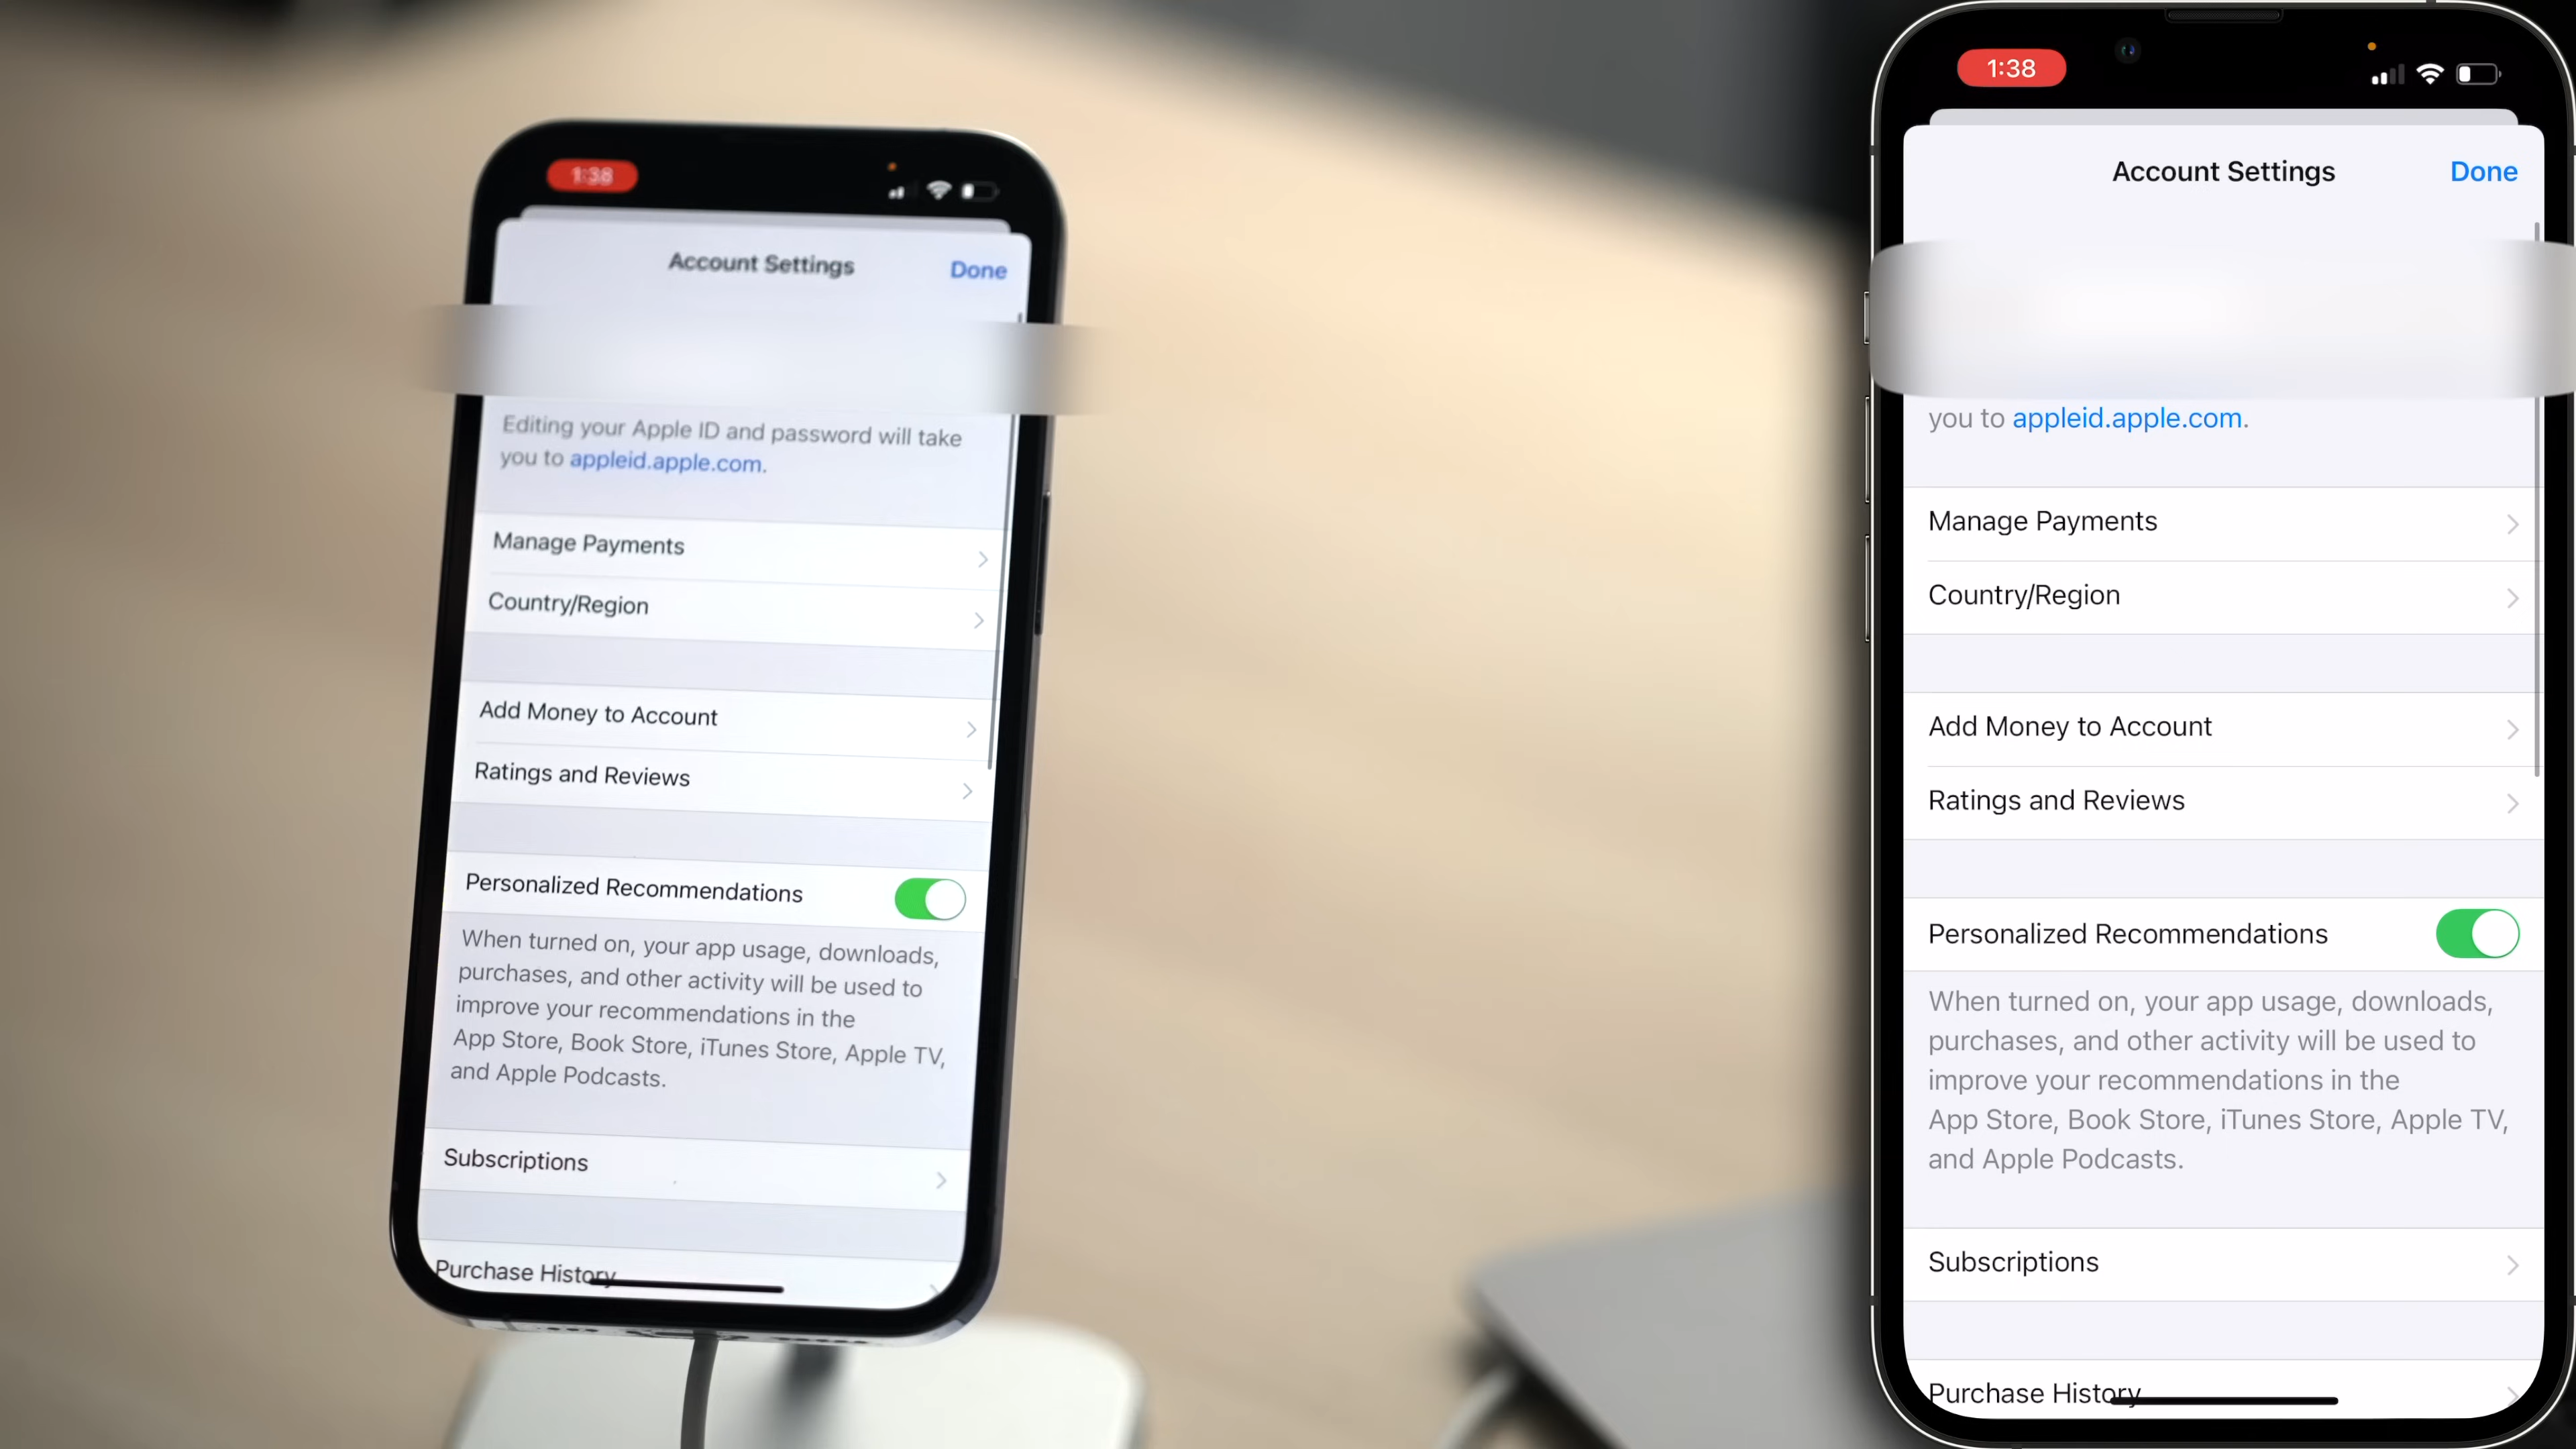 1:38
Account Settings
Done
Editing your Apple ID and password will take
you to appleid.apple.com.
Manage Payments
Country/Region
Add Money to Account
Ratings and Reviews
Personalized Recommendations
When turned on, your app usage, downloads,
purchases, and other activity will be used to
improve your recommendations in the
App Store, Book Store, iTunes Store, Apple TV,
and Apple Podcasts.
Subscriptions
Purchase History
1:38
Account Settings
Done
you to appleid.apple.com.
Manage Payments
Country/Region
Add Money to Account
Ratings and Reviews
Personalized Recommendations
When turned on, your app usage, downloads,
purchases, and other activity will be used to
improve your recommendations in the
App Store, Book Store, iTunes Store, Apple TV,
and Apple Podcasts.
Subscriptions
Purchase History